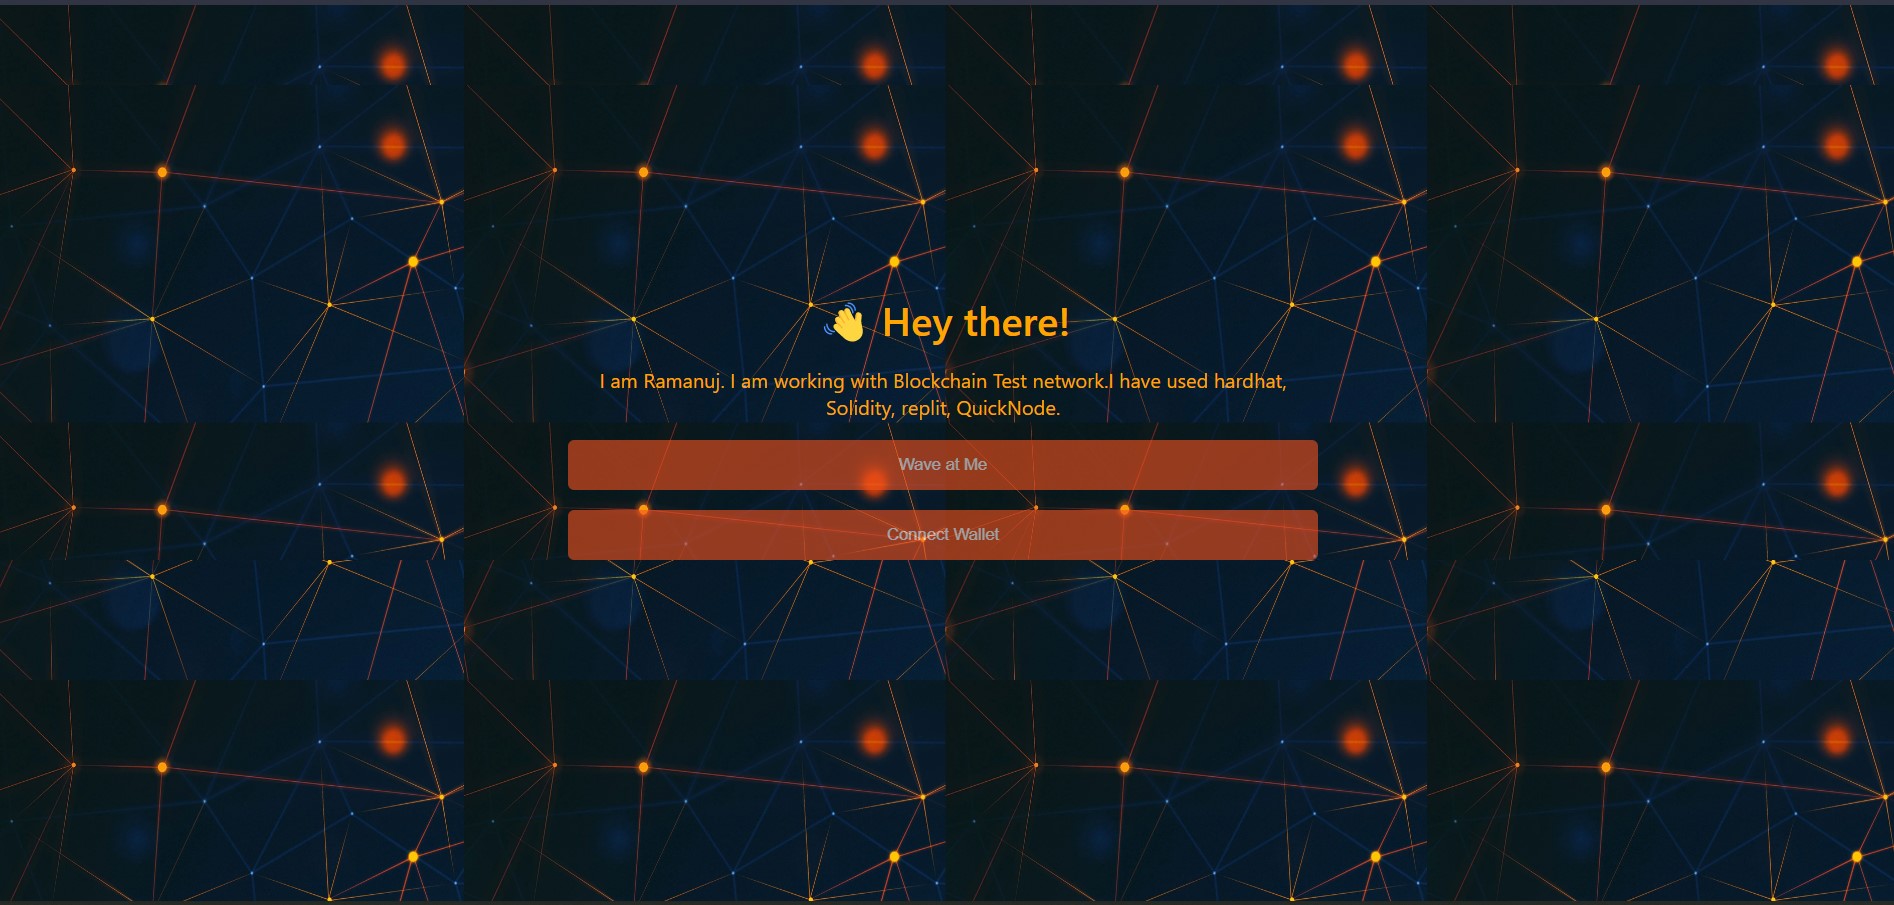 👋 Hey there!
I am Ramanuj. I am working with Blockchain Test network.I have used hardhat,
Solidity, replit, QuickNode.
Wave at Me
Connect Wallet